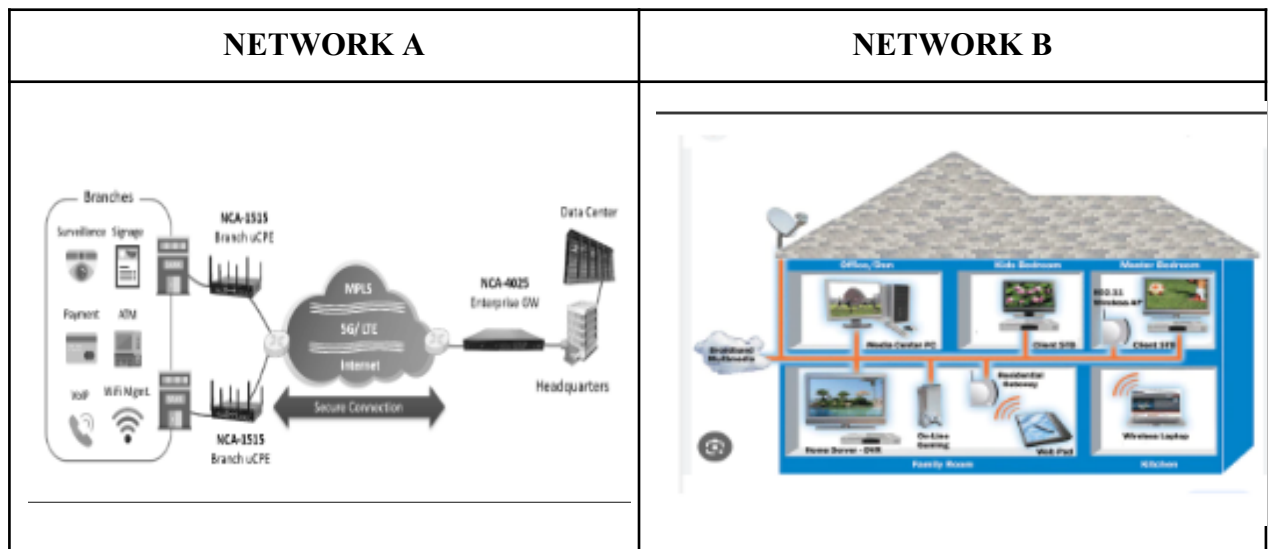 NETWORK A
NETWORK B
Branches
Surveillance Signage
Payment ATM
VoIP WiFi Mgmt.
NCA-1515
Branch uCPE
NCA-1515
Branch uCPE
MPLS
5G/ LTE
Internet
Secure Connection
NCA-4025
Enterprise GW
Data Center
Headquarters
Office/Den
Kids Bedroom
Master Bedroom
802.11
Wireless AP
Media Center PC
Client STB
Client STB
Broadband
Multimedia
Residential
Gateway
Home Server - DVR
On-Line
Gaming
Web Pad
Wireless Laptop
Family Room
Kitchen